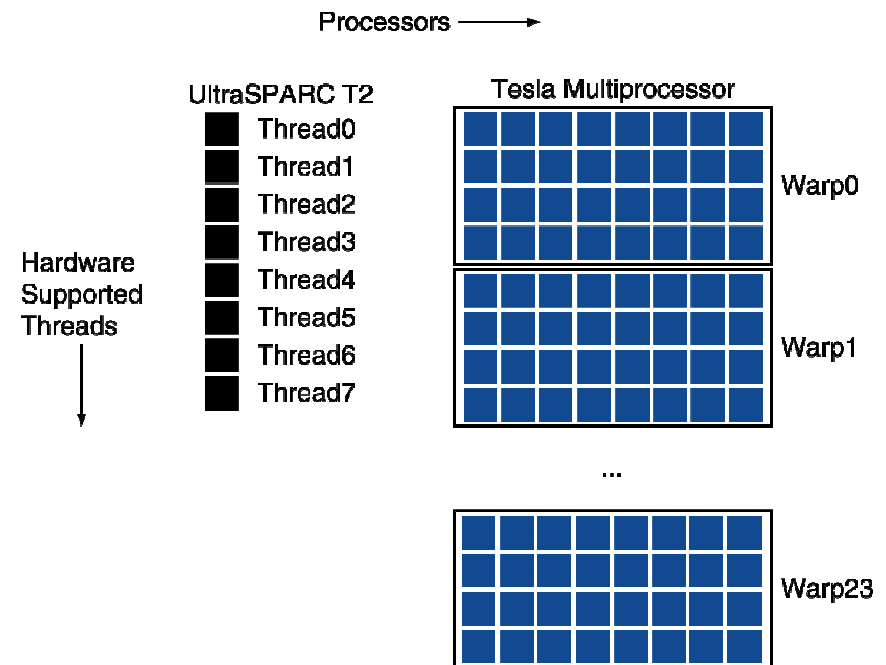 Processors
UltraSPARC T2
Tesla Multiprocessor
Thread0
Thread1
Thread2
Thread3
Thread4
Thread5
Thread6
Thread7
Hardware
Supported
Threads
Warp0
Warp1
...
Warp23